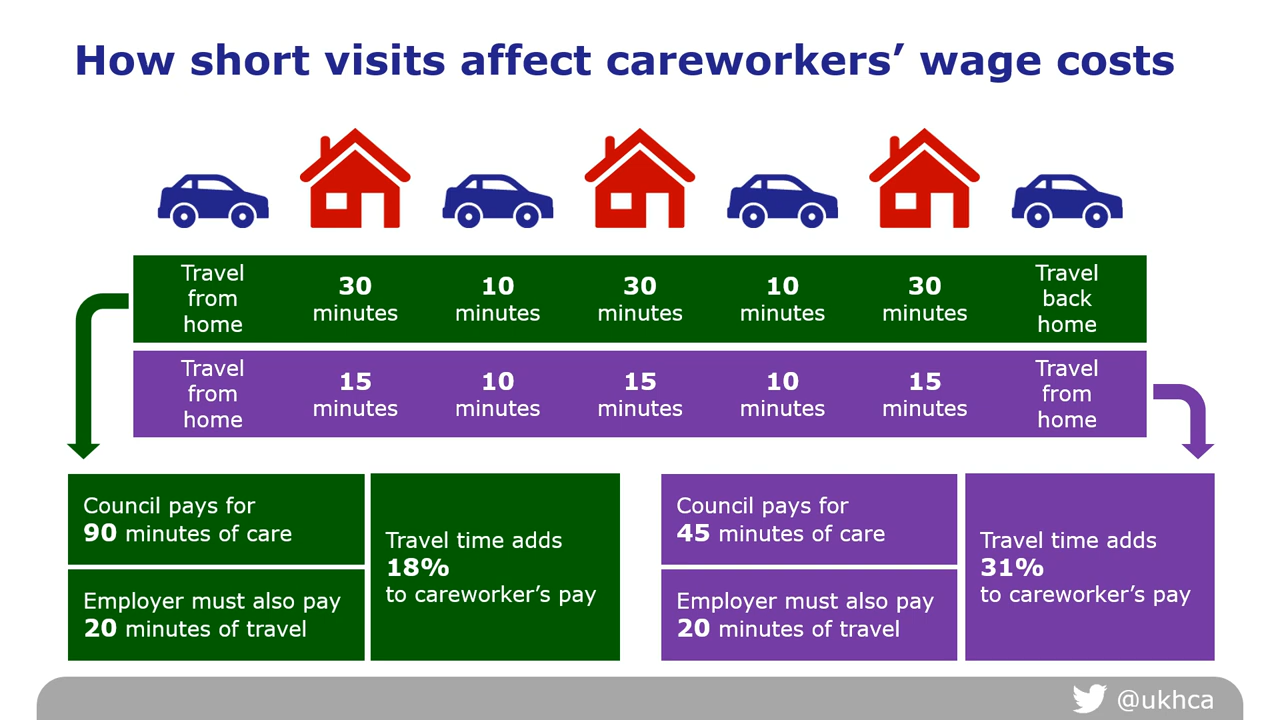 How short visits affect careworkers’ wage costs
Travel
from
home
30
minutes
10
minutes
30
minutes
10
minutes
30
minutes
Travel
back
home
Travel
from
home
15
minutes
10
minutes
15
minutes
10
minutes
15
minutes
Travel
from
home
Council pays for
90 minutes of care
Employer must also pay
20 minutes of travel
Travel time adds
18%
to careworker’s pay
Council pays for
45 minutes of care
Employer must also pay
20 minutes of travel
Travel time adds
31%
to careworker’s pay
@ukhca